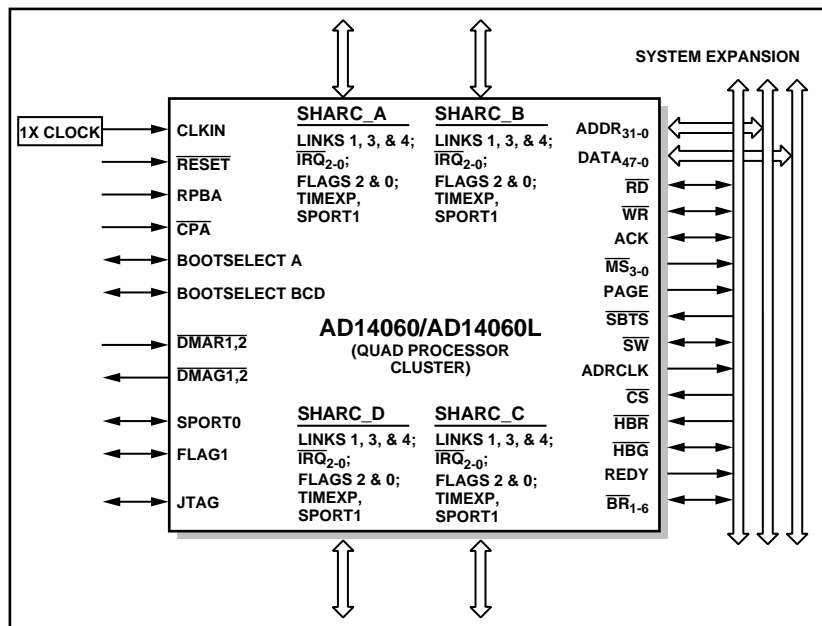 SYSTEM EXPANSION
1X CLOCK
CLKIN
RESET
RPBA
CPA
BOOTSELECT A
BOOTSELECT BCD
DMAR1,2
DMAG1,2
SPORT0
FLAG1
JTAG
SHARC_A
LINKS 1, 3, & 4;
IRQ2-0;
FLAGS 2 & 0;
TIMEXP,
SPORT1
SHARC_B
LINKS 1, 3, & 4;
IRQ2-0;
FLAGS 2 & 0;
TIMEXP,
SPORT1
AD14060/AD14060L
(QUAD PROCESSOR
CLUSTER)
SHARC_D
LINKS 1, 3, & 4;
IRQ2-0;
FLAGS 2 & 0;
TIMEXP,
SPORT1
SHARC_C
LINKS 1, 3, & 4;
IRQ2-0;
FLAGS 2 & 0;
TIMEXP,
SPORT1
ADDR31-0
DATA47-0
RD
WR
ACK
MS3-0
PAGE
SBTS
SW
ADRCLK
CS
HBR
HBG
REDY
BR1-6